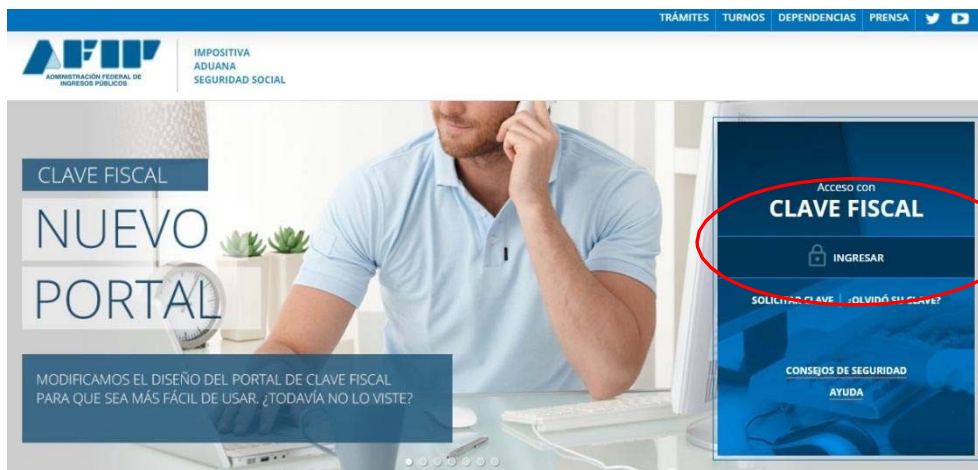 TRÁMITES TURNOS DEPENDENCIAS PRENSA
AFIP
ADMINISTRACIÓN FEDERAL DE
INGRESOS PÚBLICOS
IMPOSITIVA
ADUANA
SEGURIDAD SOCIAL
CLAVE FISCAL
NUEVO
PORTAL
MODIFICAMOS EL DISEÑO DEL PORTAL DE CLAVE FISCAL
PARA QUE SEA MÁS FÁCIL DE USAR. ¿TODAVÍA NO LO VISTE?
Acceso con
CLAVE FISCAL
INGRESAR
SOLICITAR CLAVE | ¿OLVIDÓ SU CLAVE?
CONSEJOS DE SEGURIDAD
AYUDA